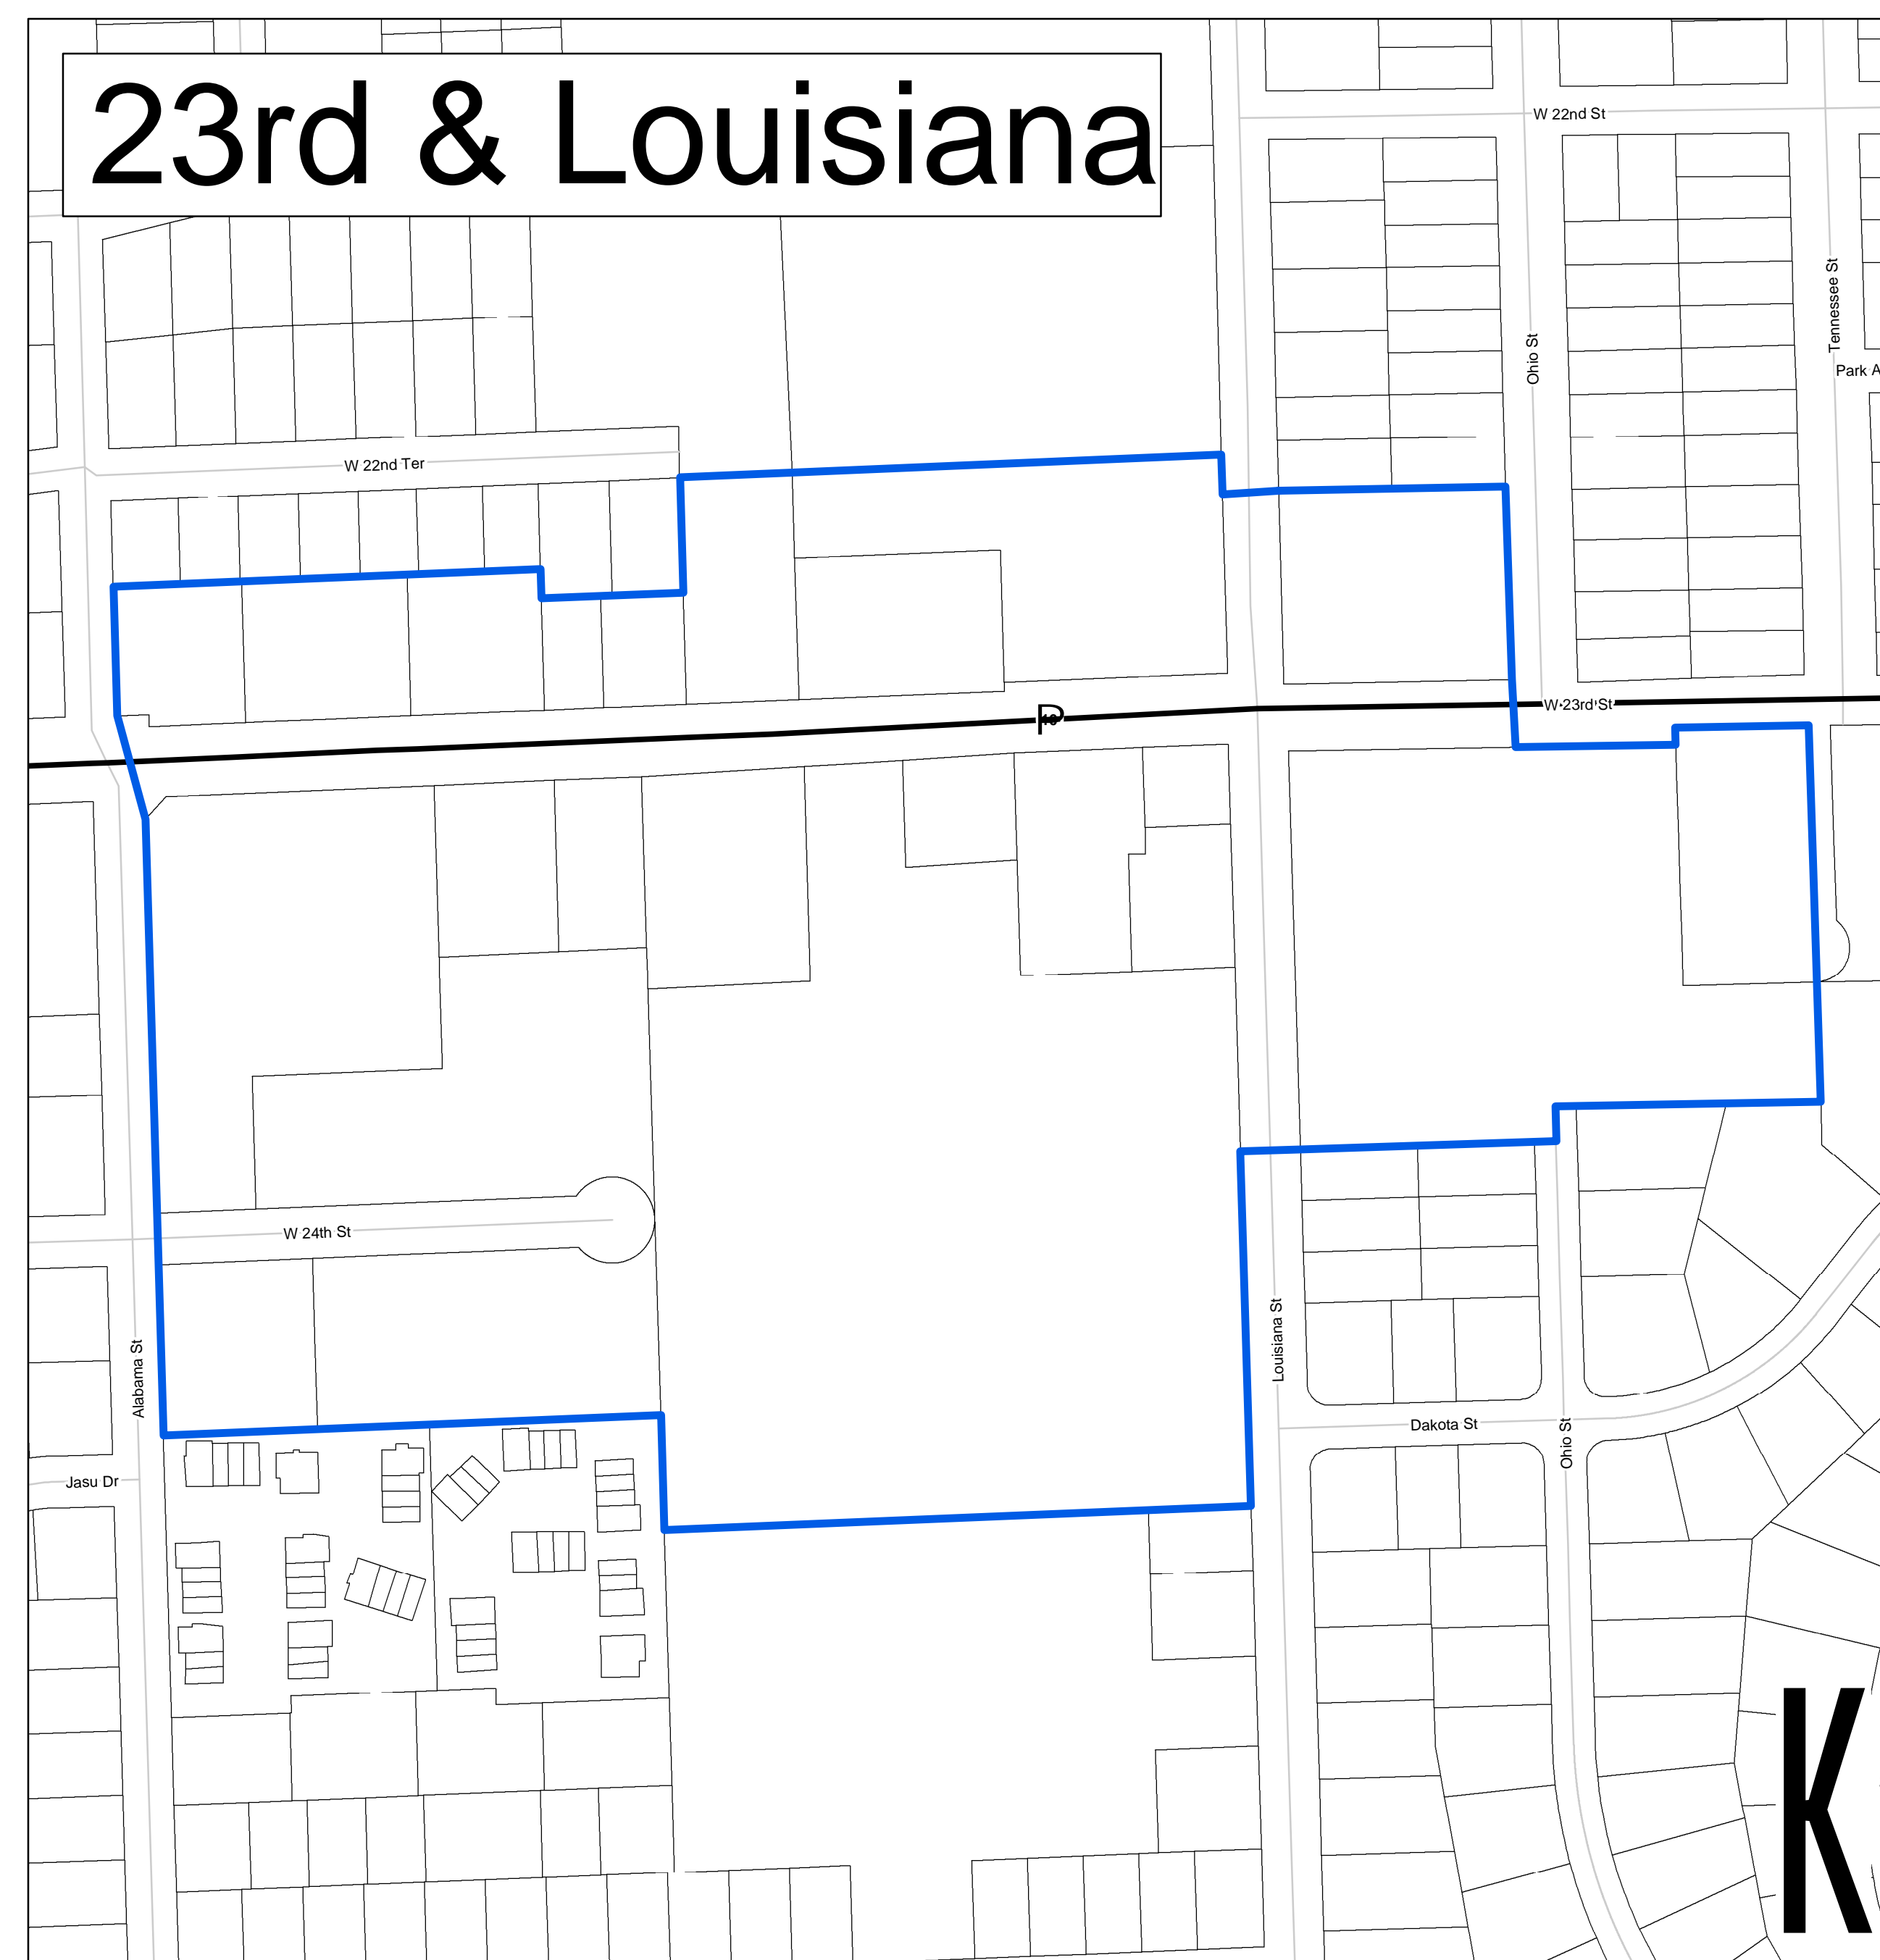 23rd & Louisiana
W 22nd St
Tennessee St
Ohio St
Park A
W 22nd Ter
P
W 23rd St
W 24th St
Alabama St
Louisiana St
Dakota St
Ohio St
Jasu Dr
K